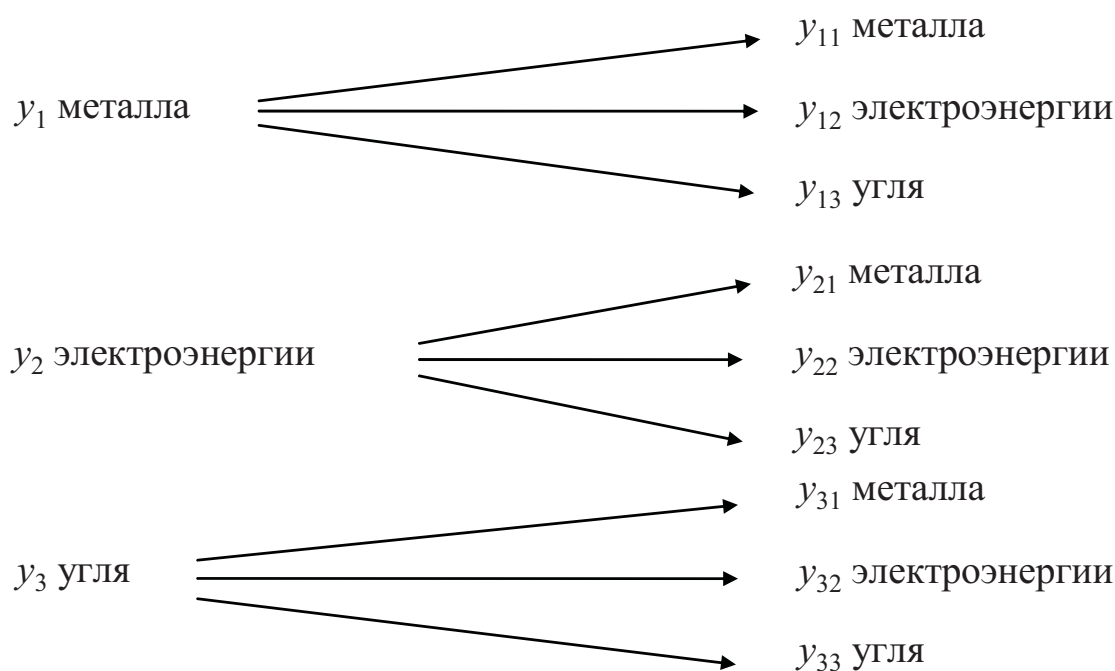 y₁₁ металла
y₁ металла
y₁₂ электроэнергии
y₁₃ угля
y₂₁ металла
y₂ электроэнергии
y₂₂ электроэнергии
y₂₃ угля
y₃₁ металла
y₃ угля
y₃₂ электроэнергии
y₃₃ угля